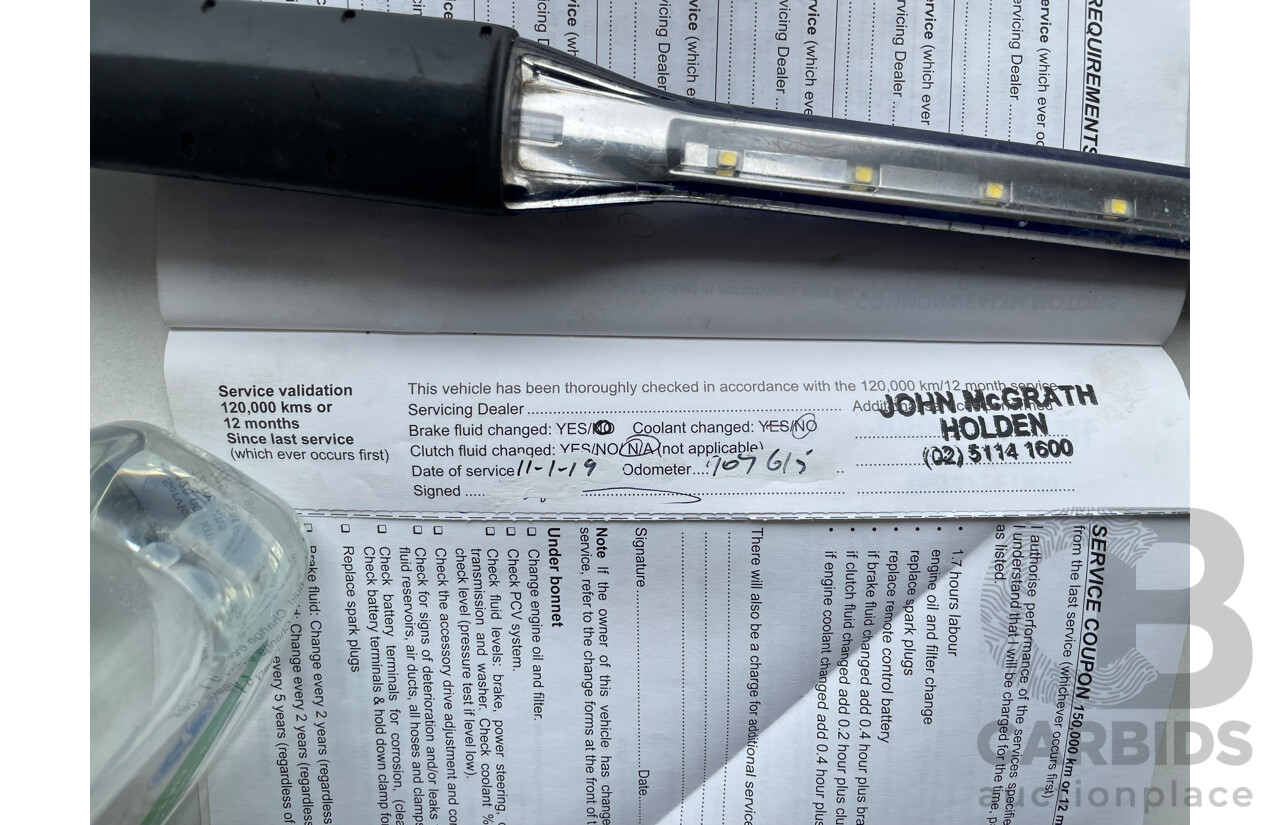 REQUIREMENTS
Service validation
120,000 kms or
12 months
Since last service
(which ever occurs first)
This vehicle has been thoroughly checked in accordance with the 120,000 km/12 month service
Servicing Dealer
Brake fluid changed: YES/NO Coolant changed: YES/NO
Clutch fluid changed: YES/NO/N/A (not applicable)
Date of service 11-1-19 Odometer
Signed
JOHN McGRATH
HOLDEN
(02) 5114 1600
SERVICE COUPON 150,000 km or 12 m
from the last service (whichever occurs first)
I authorise performance of the services specifie
I understand that I will be charged for the time, p
as listed.
• 1.7 hours labour
• engine oil and filter change
• replace spark plugs
• replace remote control battery
• if brake fluid changed add 0.4 hour plus bra
• if clutch fluid changed add 0.2 hour plus clu
• if engine coolant changed add 0.4 hour plus
There will also be a charge for additional service
Signature Date
Note If the owner of this vehicle has change
service, refer to the change forms at the front of t
Under bonnet
Change engine oil and filter.
Check PCV system.
Check fluid levels: brake, power steering, c
transmission and washer. Check coolant %
check level (pressure test if level low).
Check the accessory drive adjustment and co
Check for signs of deterioration and/or leaks
fluid reservoirs, air ducts, all hoses and clamps
Check battery terminals for corrosion, (clea
Check battery terminals & hold down clamp fo
Replace spark plugs
Brake fluid: Change every 2 years (regardless
Change every 2 years (regardless
every 5 years (regardless of
CB
CARBIDS
auctionplace